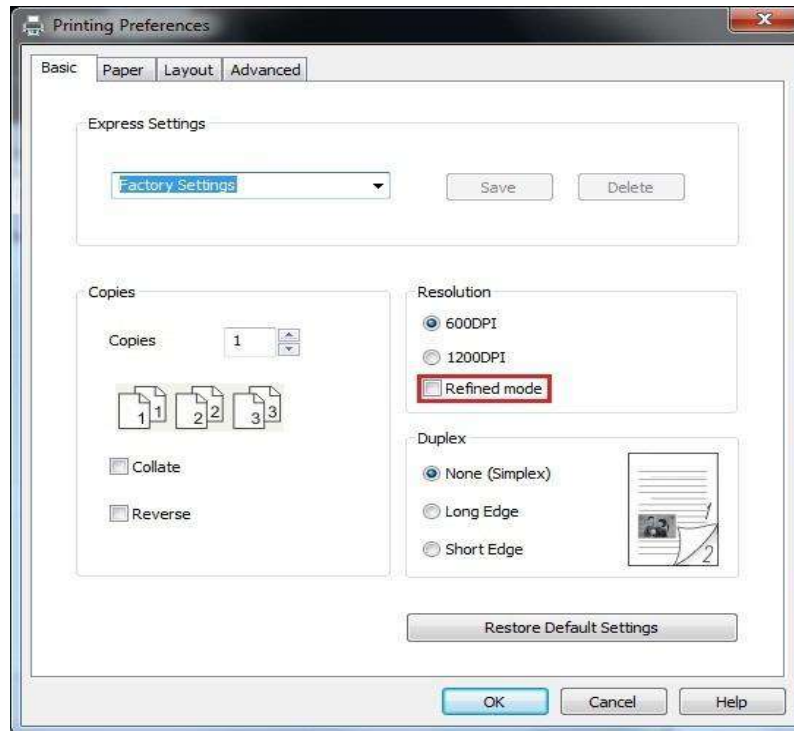 Printing Preferences
Basic Paper Layout Advanced
Express Settings
Factory Settings Save Delete
Copies
Copies 1
1 1 2 2 3 3
Collate
Reverse
Resolution
600DPI
1200DPI
Refined mode
Duplex
None (Simplex)
Long Edge
Short Edge
1
2
Restore Default Settings
OK Cancel Help